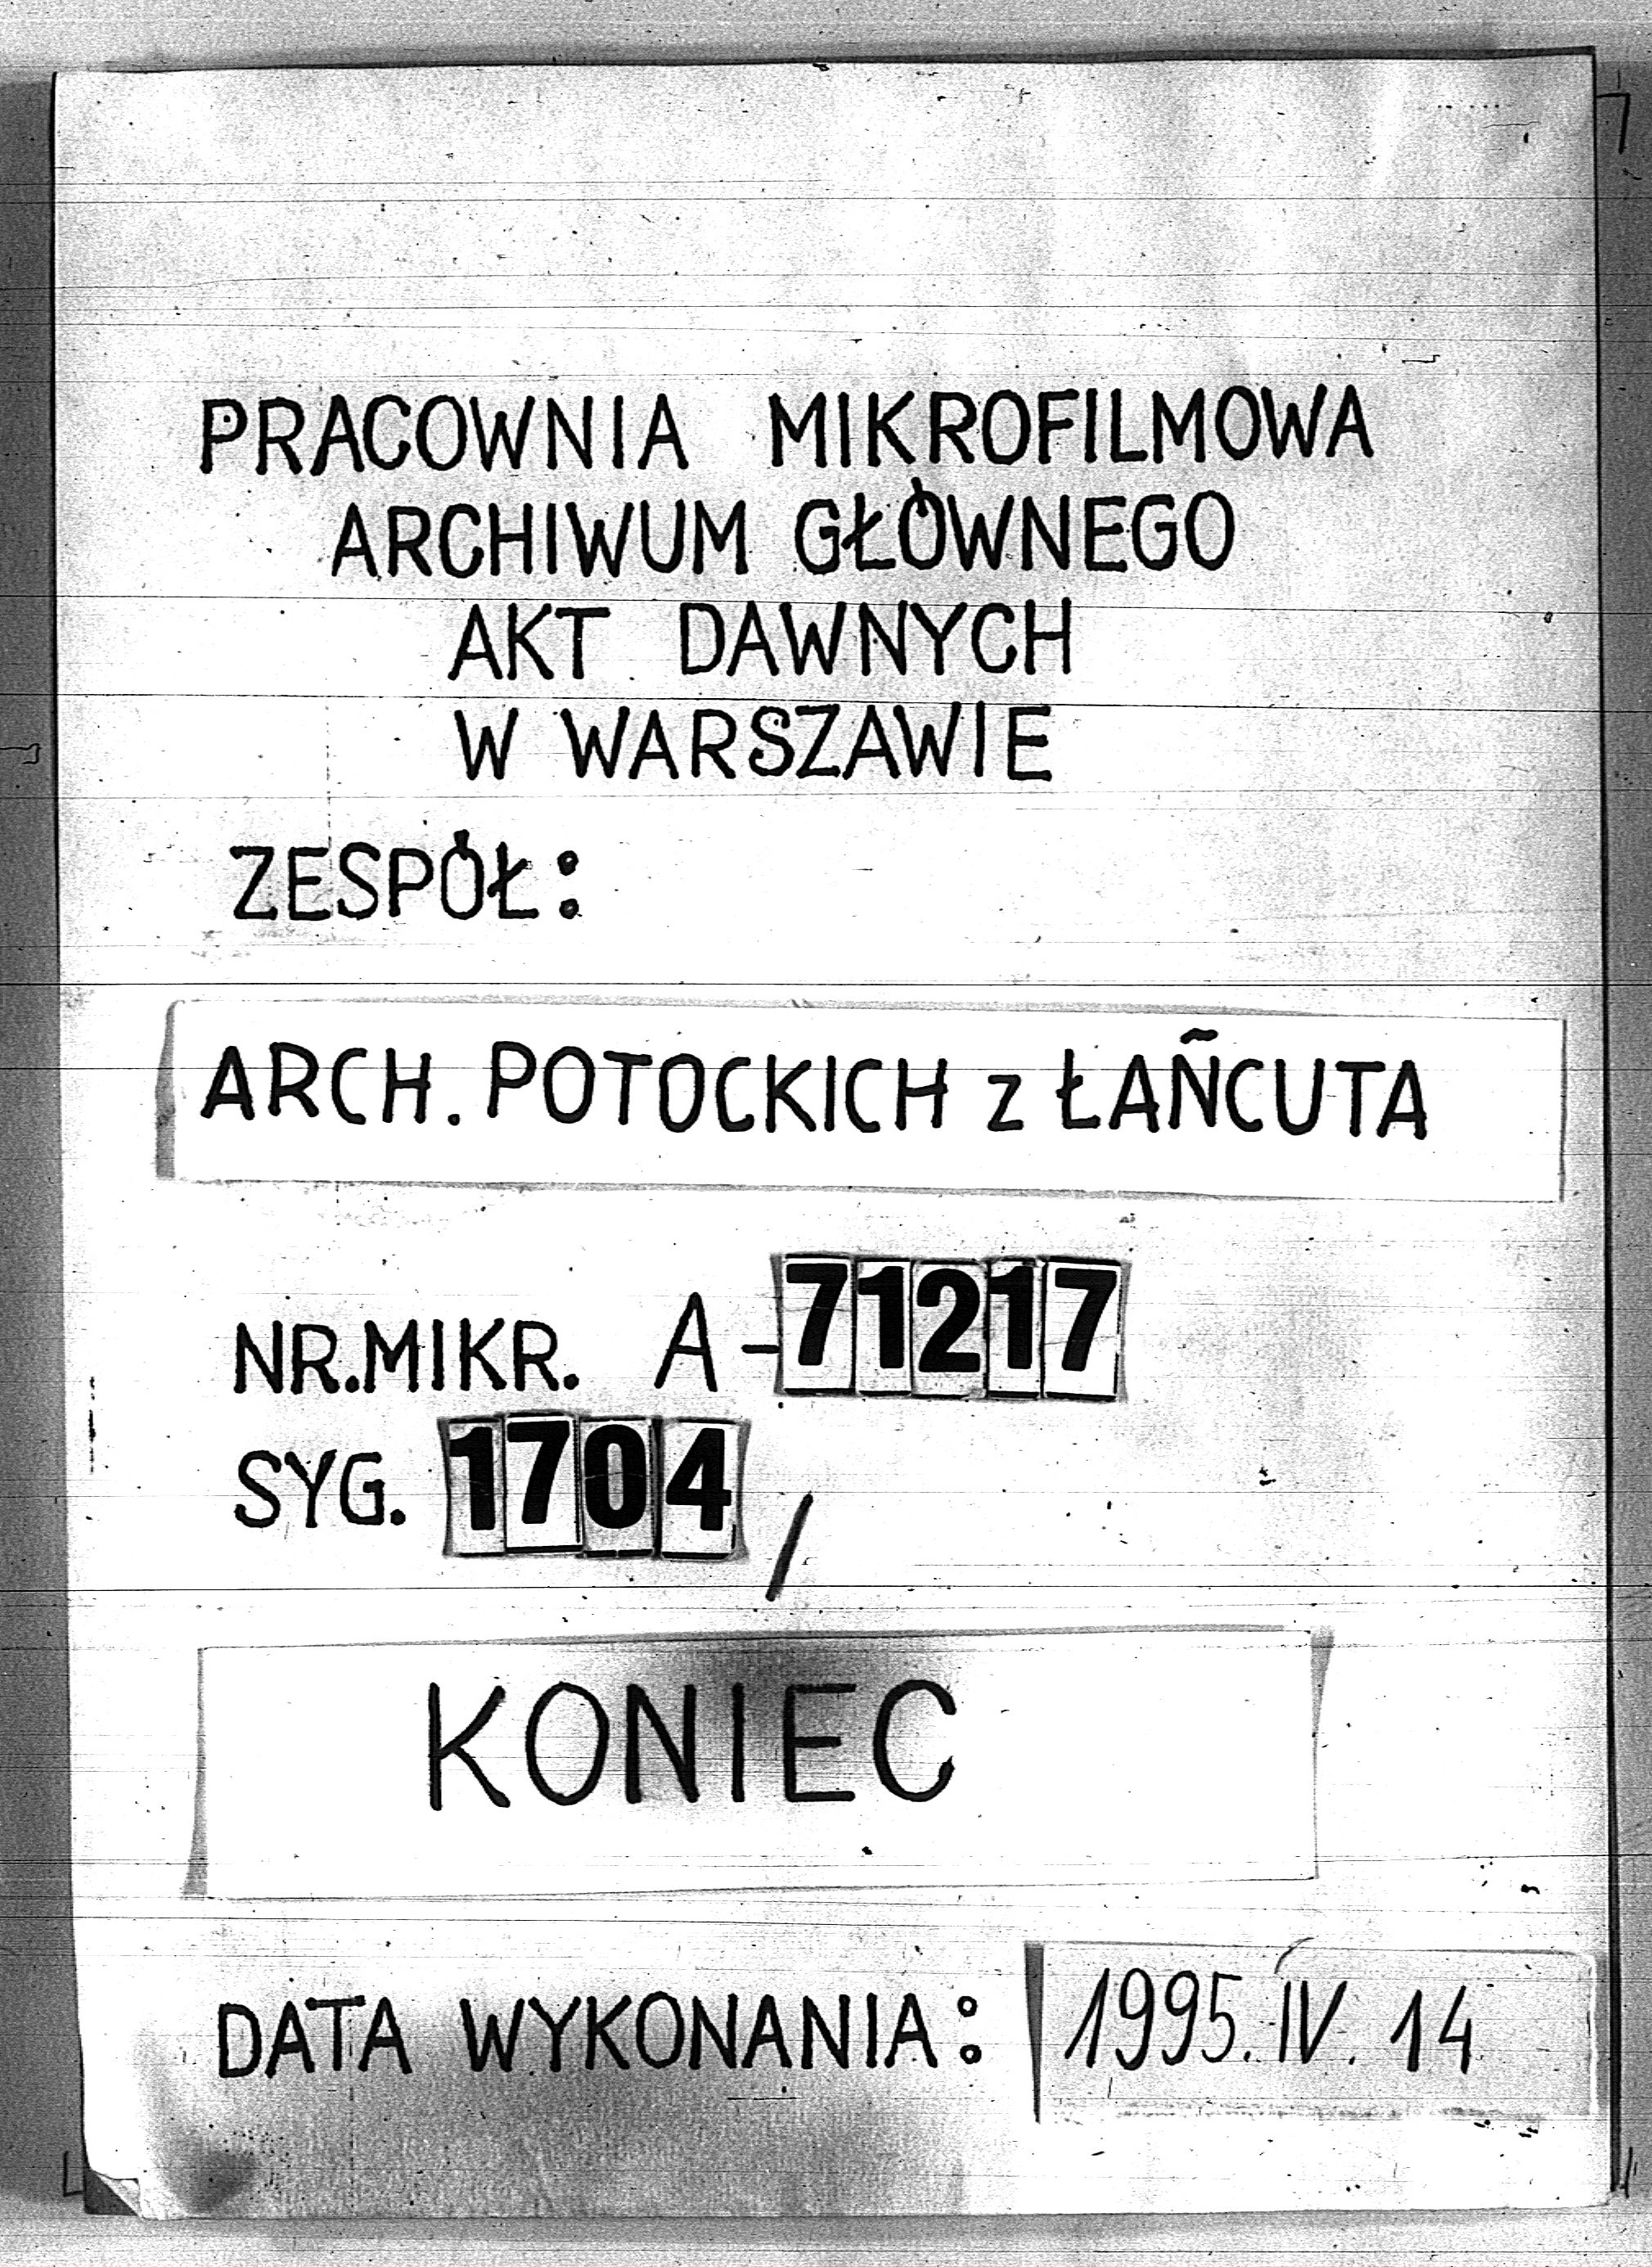 PRACOWNIA MIKROFILMOWA
ARCHIWUM GŁÓWNEGO
AKT DAWNYCH
W WARSZAWIE
ZESPÓŁ:
ARCH. POTOCKICH z ŁAŃCUTA
NR.MIKR. A-71217
SYG. 1704/
KONIEC
DATA WYKONANIA: 1995.IV.14